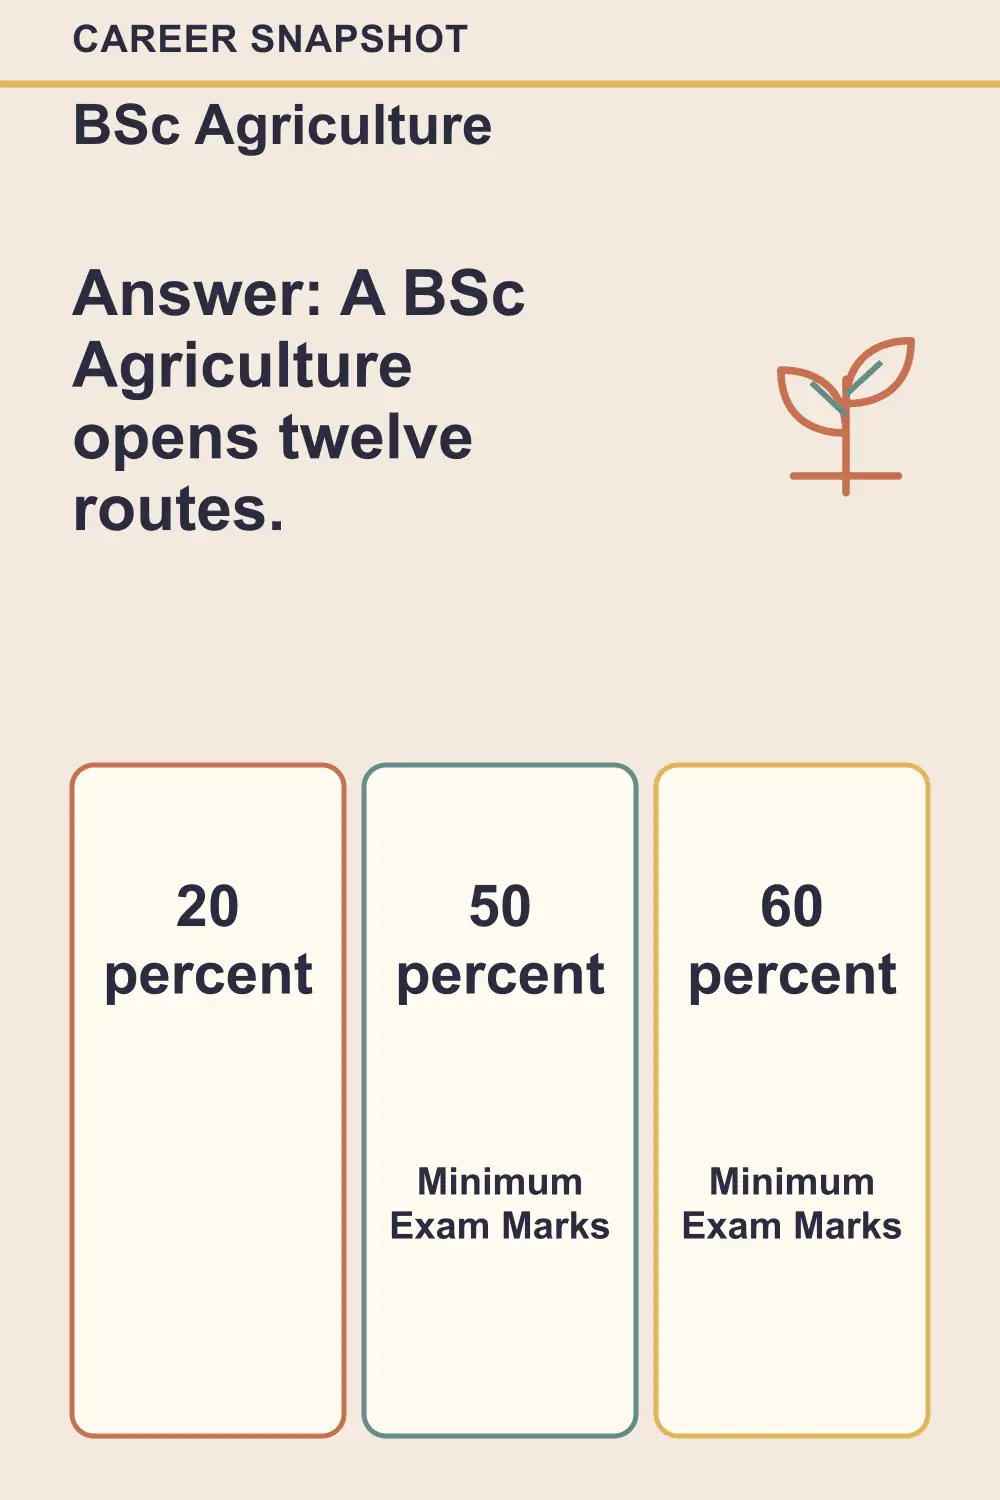 CAREER SNAPSHOT
BSc Agriculture
Answer: A BSc
Agriculture
opens twelve
routes.
20
percent
50
percent
Minimum
Exam Marks
60
percent
Minimum
Exam Marks